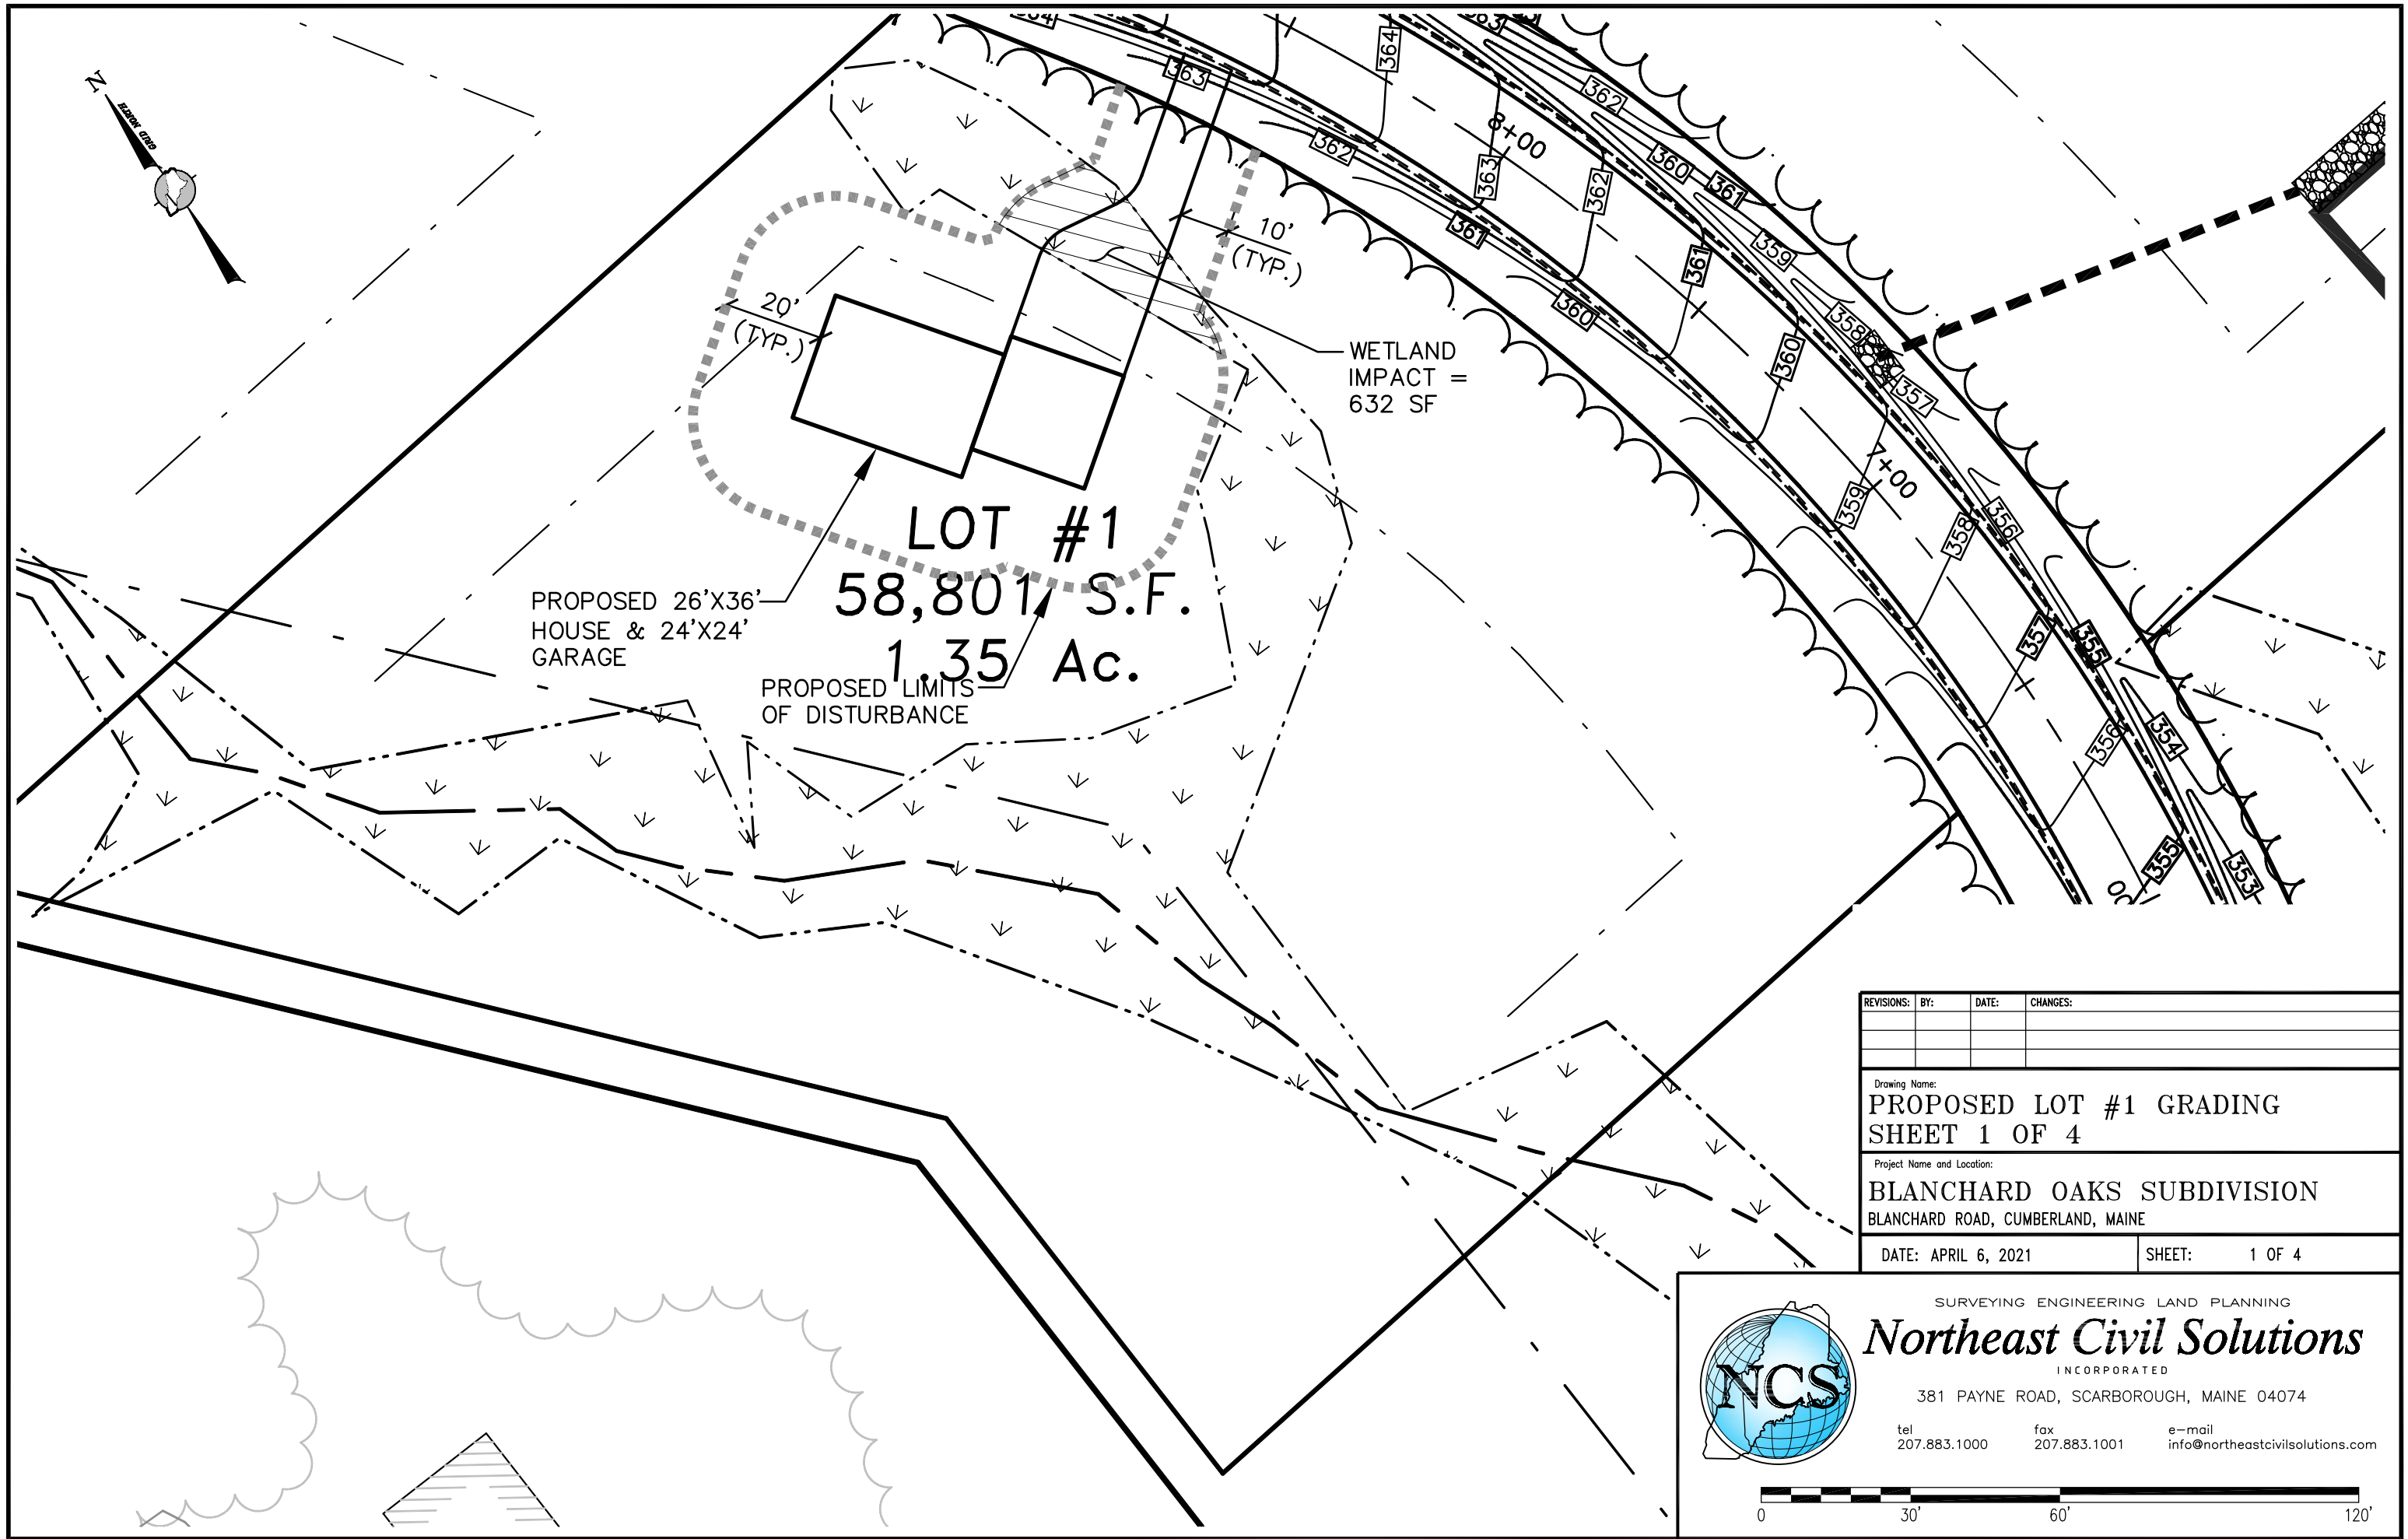 N
GRID NORTH
364
363
364
363
362
362
8+00
363
362
360
361
361
359
361
360
358
360
357
7+00
359
358
356
357
355
356
354
355
353
00
10'
(TYP.)
20'
(TYP.)
WETLAND
IMPACT =
632 SF
LOT #1
58,801 S.F.
1.35 Ac.
PROPOSED 26'X36'
HOUSE & 24'X24'
GARAGE
PROPOSED LIMITS
OF DISTURBANCE
REVISIONS: BY: DATE: CHANGES:
Drawing Name:
PROPOSED LOT #1 GRADING
SHEET 1 OF 4
Project Name and Location:
BLANCHARD OAKS SUBDIVISION
BLANCHARD ROAD, CUMBERLAND, MAINE
DATE: APRIL 6, 2021 SHEET: 1 OF 4
SURVEYING ENGINEERING LAND PLANNING
Northeast Civil Solutions
INCORPORATED
NCS
381 PAYNE ROAD, SCARBOROUGH, MAINE 04074
tel fax e-mail
207.883.1000 207.883.1001 info@northeastcivilsolutions.com
0 30' 60' 120'